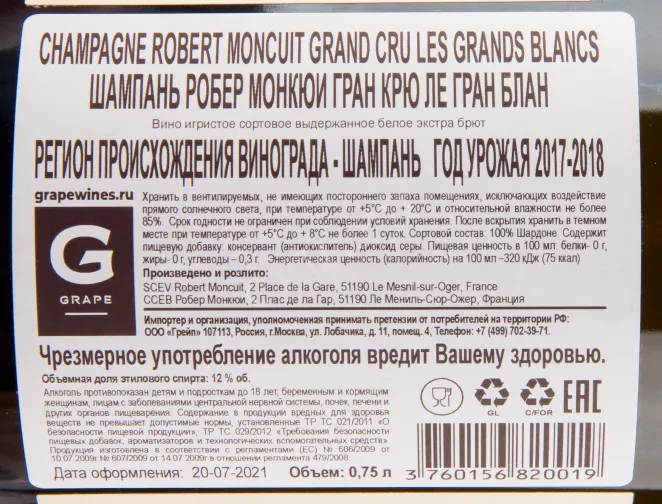 CHAMPAGNE ROBERT MONCUIT GRAND CRU LES GRANDS BLANCS
ШАМПАНЬ РОБЕР МОНКЮИ ГРАН КРЮ ЛЕ ГРАН БЛАН
Вино игристое сортовое выдержанное белое экстра брют
РЕГИОН ПРОИСХОЖДЕНИЯ ВИНОГРАДА - ШАМПАНЬ ГОД УРОЖАЯ 2017-2018
grapewines.ru
G
GRAPE
Хранить в вентилируемых, не имеющих постороннего запаха помещениях, исключающих воздействие
прямого солнечного света, при температуре от +5°С до + 20°С и относительной влажности не более
85%. Срок годности не ограничен при соблюдении условий хранения. После вскрытия хранить в темном
месте при температуре от +5°С до + 8°С не более 1 суток. Сортовой состав: 100% Шардоне. Содержит
пищевую добавку: консервант (антиокислитель) диоксид серы. Пищевая ценность в 100 мл: белки- 0 г,
жиры- 0 г, углеводы – 0,3 г. Энергетическая ценность (калорийность) на 100 мл –320 кДж (75 ккал)
Произведено и розлито:
SCEV Robert Moncuit, 2 Place de la Gare, 51190 Le Mesnil-sur-Oger, France
ССЕВ Робер Монкюи, 2 Плас де ла Гар, 51190 Ле Мениль-Сюр-Ожер, Франция
Импортер и организация, уполномоченная принимать претензии от потребителей на территории РФ:
ООО «Грейп» 107113, Россия, г.Москва, ул. Лобачика, д. 11, помещ. 4, Телефон: +7 (499) 702-39-71.
Чрезмерное употребление алкоголя вредит Вашему здоровью.
Объемная доля этилового спирта: 12 % об.
Алкоголь противопоказан детям и подросткам до 18 лет, беременным и кормящим
женщинам, лицам с заболеваниями центральной нервной системы, почек, печени и
других органов пищеварения. Содержание в продукции вредных для здоровья
веществ не превышает допустимые нормы, установленные ТР ТС 021/2011 «О
безопасности пищевой продукции», ТР ТС 029/2012 «Требования безопасности
пищевых добавок, ароматизаторов и технологических вспомогательных средств»
Продукция изготовлена в соответствии с регламентами (ЕС) № 606/2009 от
10.07.2009г № 607/2009 от 14.07.2009г в отношении регламента 479/2008
Дата оформления: 20-07-2021 Объем: 0,75 л
GL
C/FOR
EAC
3 760156 820019